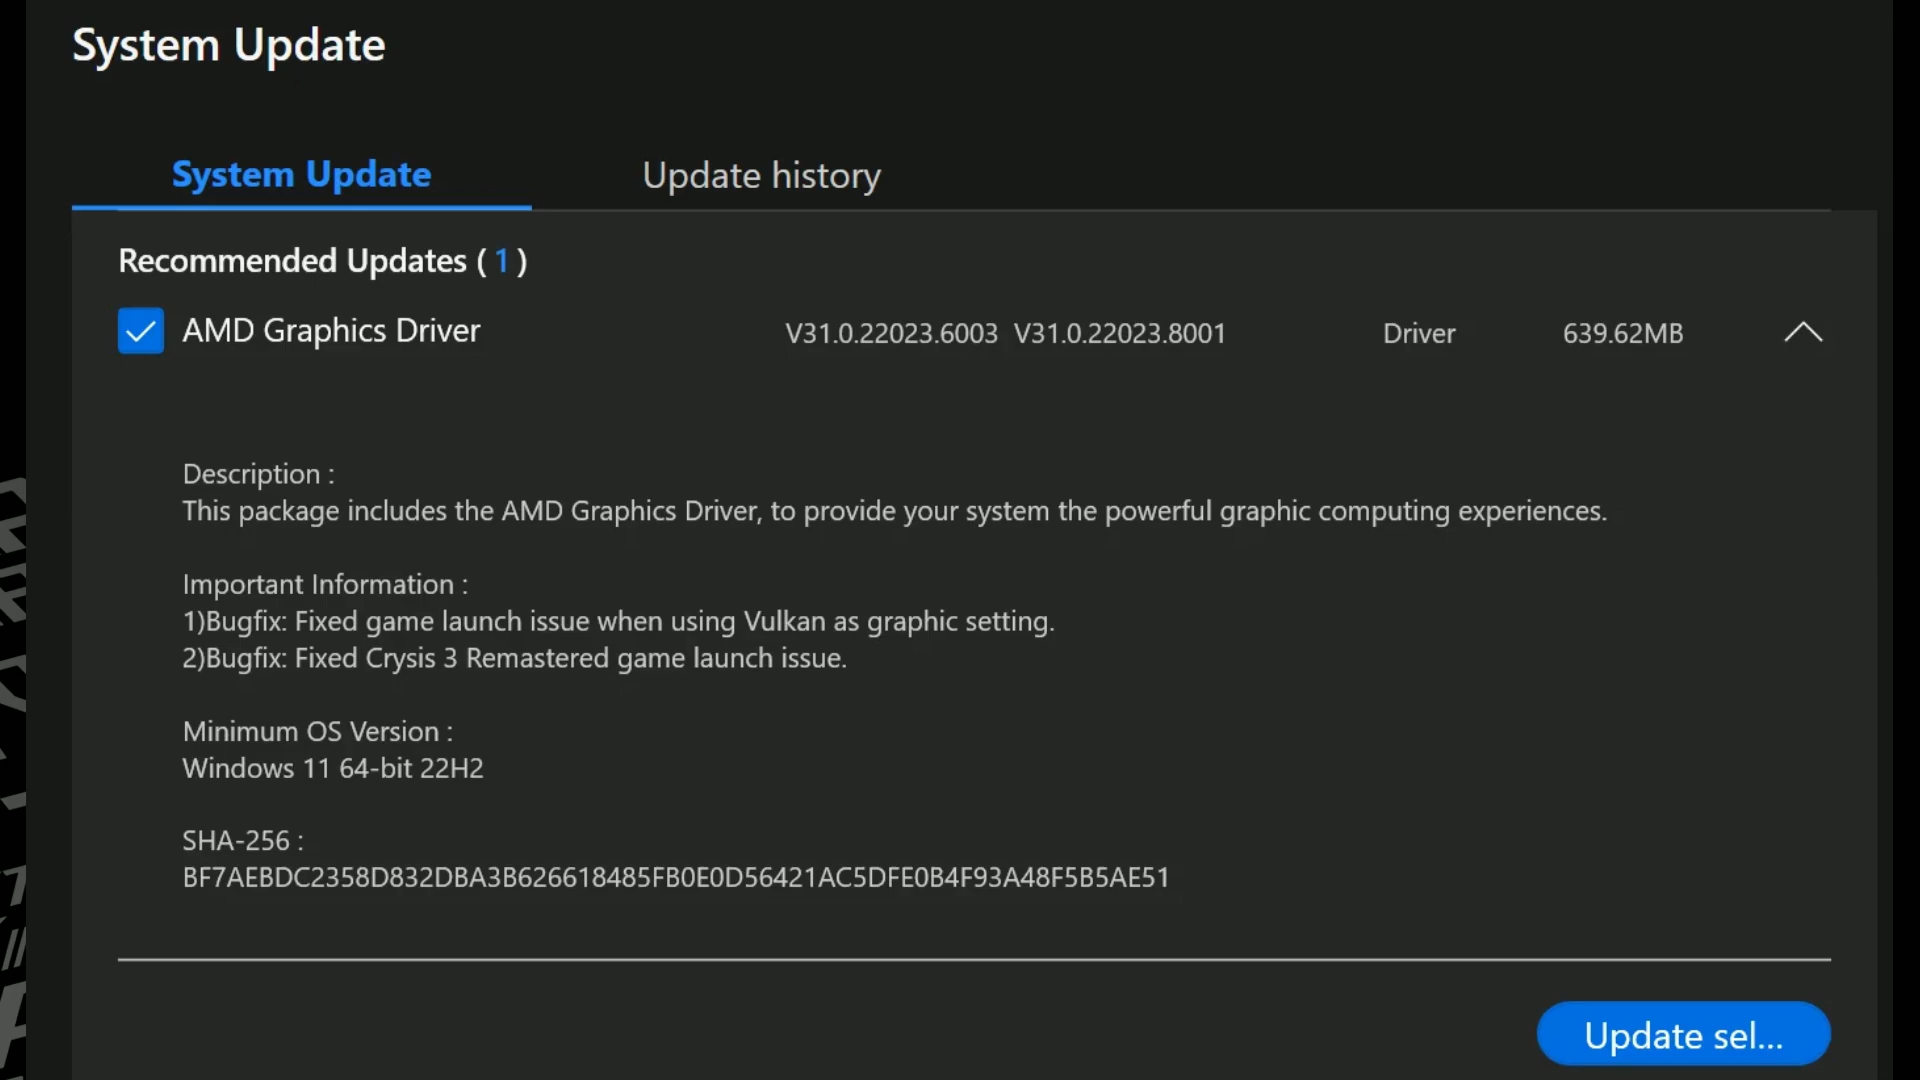 System Update
System Update Update history
Recommended Updates ( 1 )
AMD Graphics Driver V31.0.22023.6003 V31.0.22023.8001 Driver 639.62MB
Description :
This package includes the AMD Graphics Driver, to provide your system the powerful graphic computing experiences.
Important Information :
1)Bugfix: Fixed game launch issue when using Vulkan as graphic setting.
2)Bugfix: Fixed Crysis 3 Remastered game launch issue.
Minimum OS Version :
Windows 11 64-bit 22H2
SHA-256 :
BF7AEBDC2358D832DBA3B626618485FB0E0D56421AC5DFE0B4F93A48F5B5AE51
Update sel...